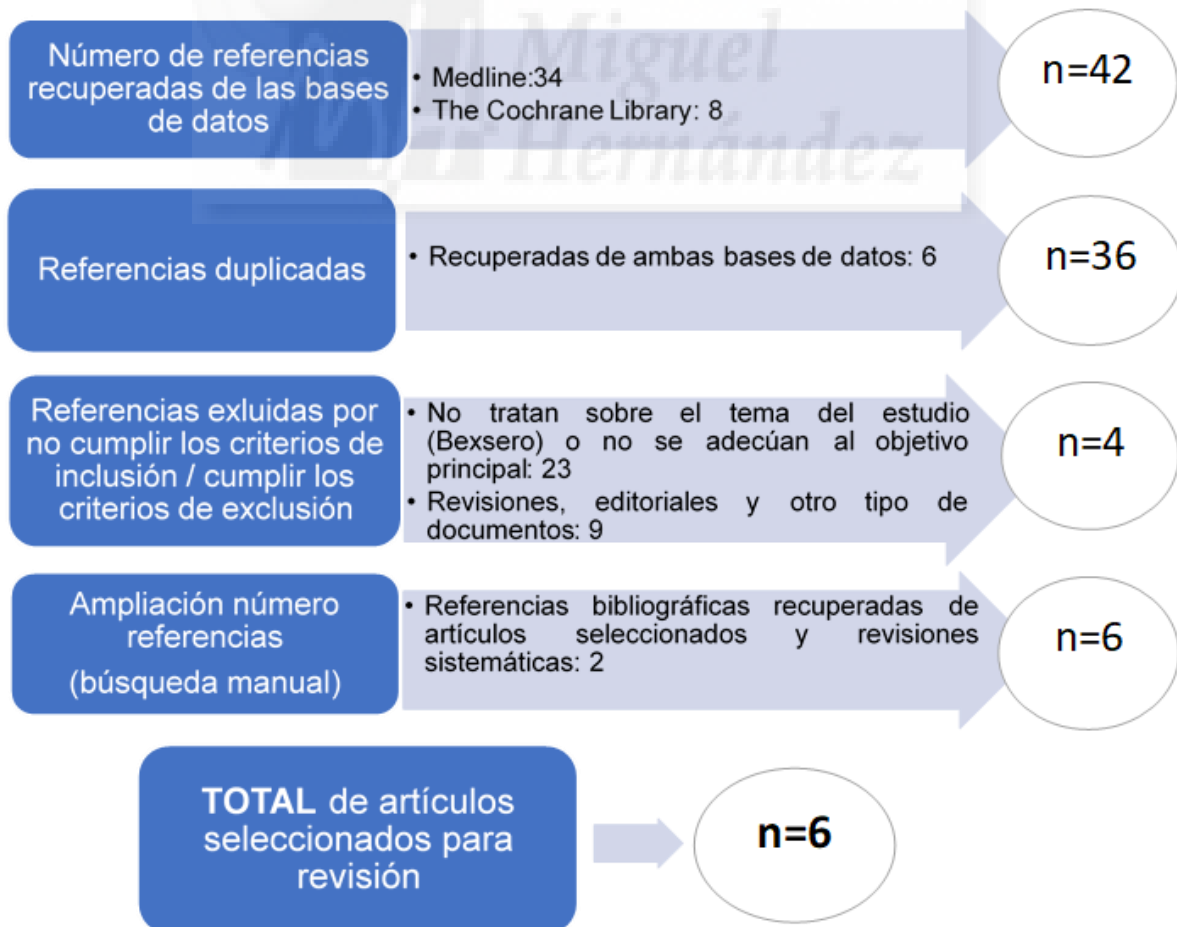 Miguel
Hernández
Número de referencias
recuperadas de las bases
de datos
• Medline:34
• The Cochrane Library: 8
n=42
Referencias duplicadas
• Recuperadas de ambas bases de datos: 6
n=36
Referencias exluidas por
no cumplir los criterios de
inclusión / cumplir los
criterios de exclusión
• No tratan sobre el tema del estudio
(Bexsero) o no se adecúan al objetivo
principal: 23
• Revisiones, editoriales y otro tipo de
documentos: 9
n=4
Ampliación número
referencias
(búsqueda manual)
• Referencias bibliográficas recuperadas de
artículos seleccionados y revisiones
sistemáticas: 2
n=6
TOTAL de artículos
seleccionados para
revisión
n=6